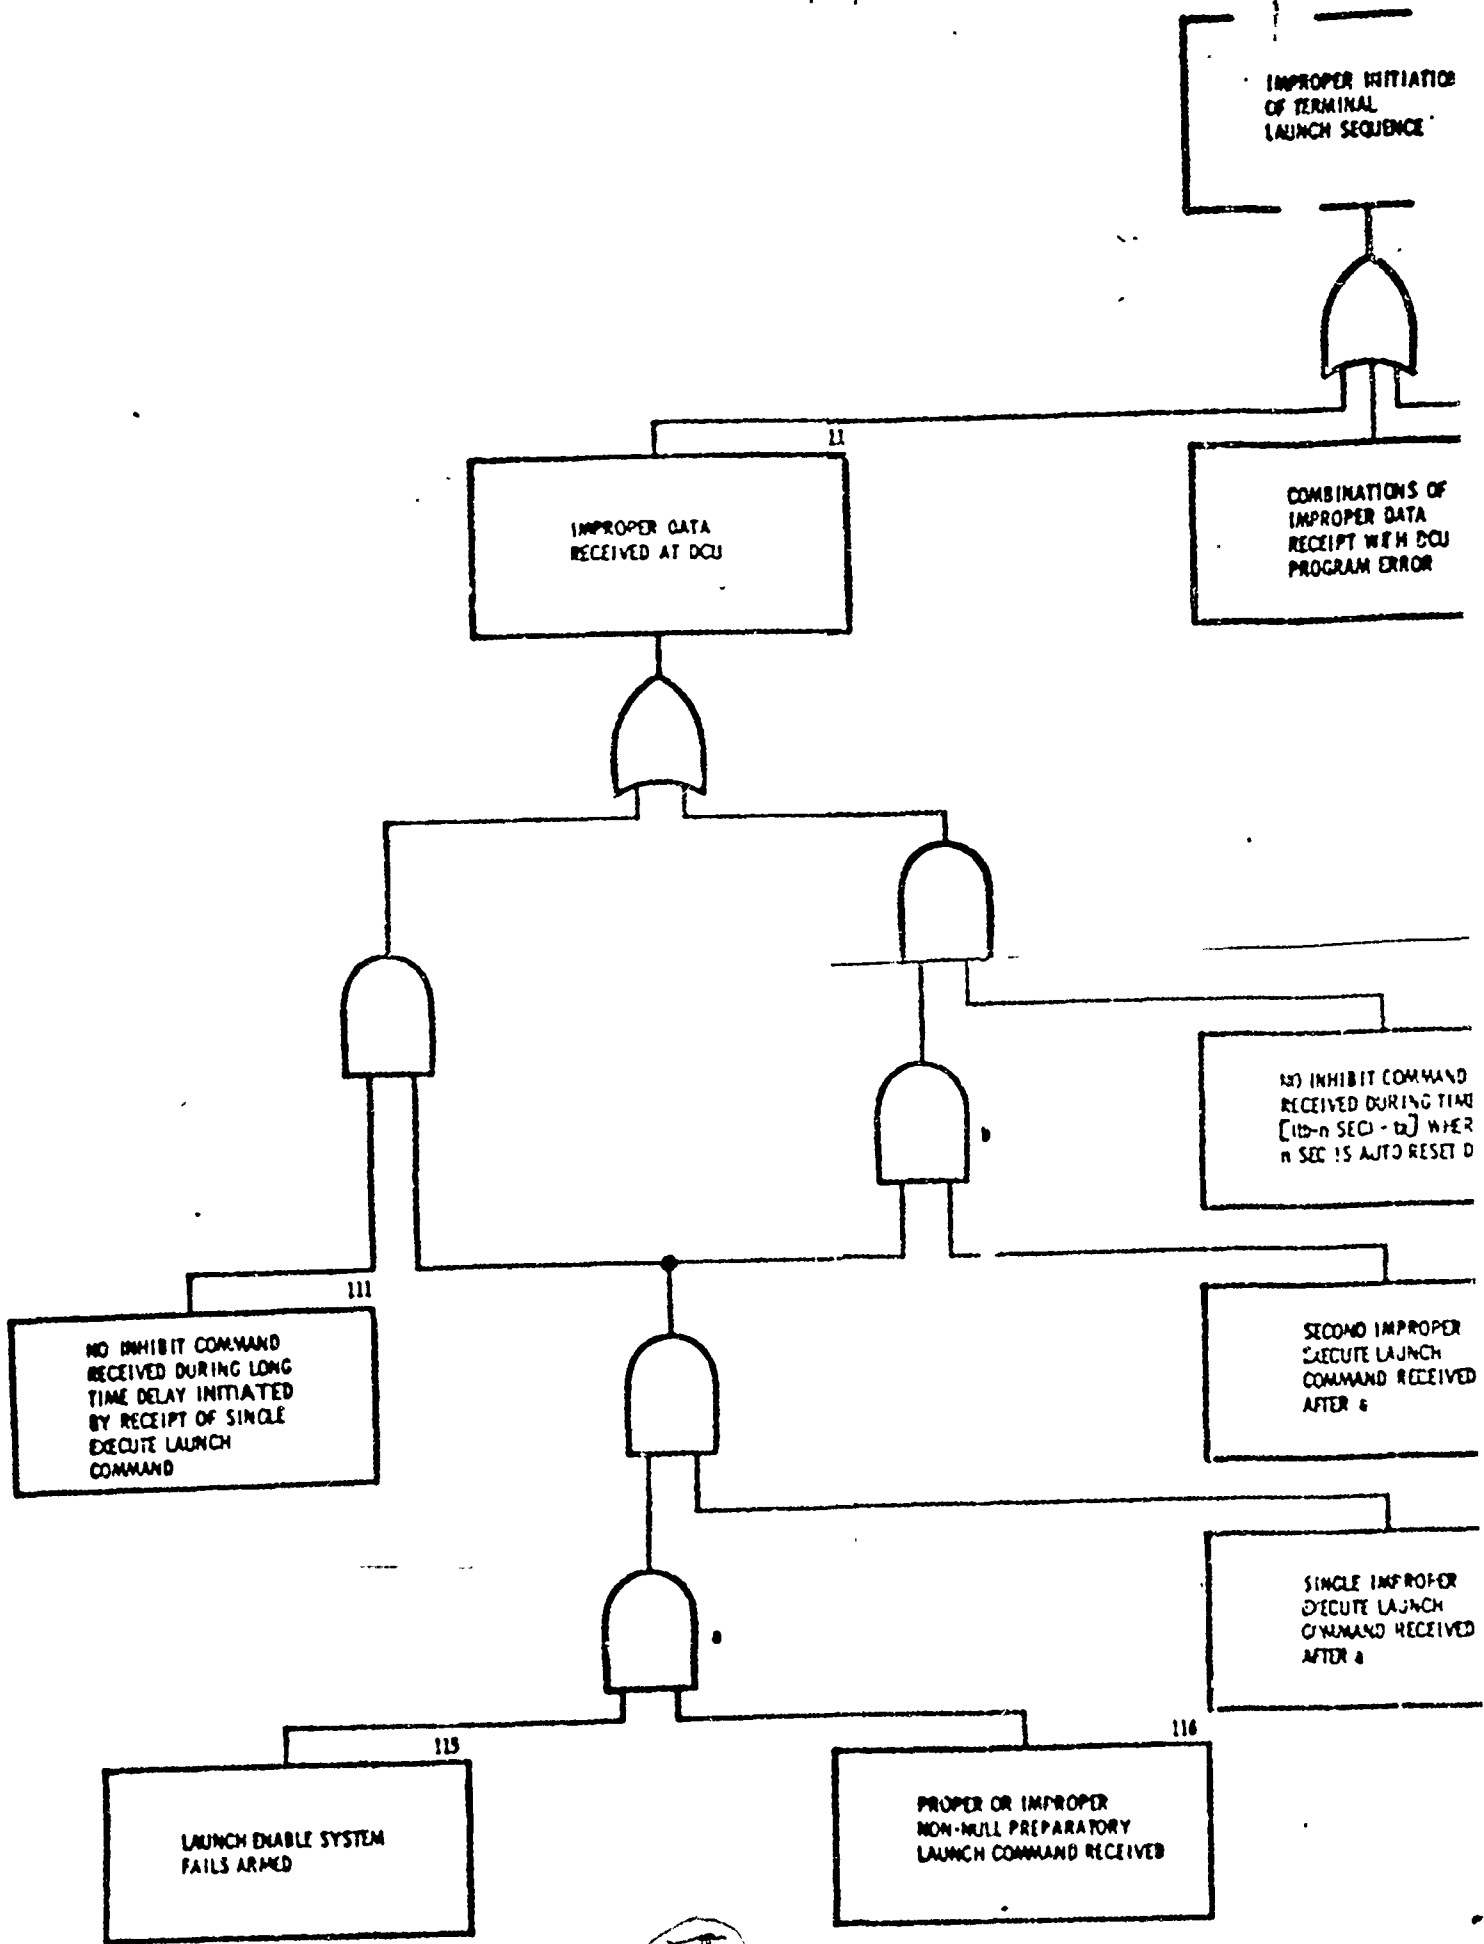 IMPROPER INITIATION
OF TERMINAL
LAUNCH SEQUENCE
11
IMPROPER DATA
RECEIVED AT DCU
COMBINATIONS OF
IMPROPER DATA
RECEIPT WITH DCU
PROGRAM ERROR
NO INHIBIT COMMAND
RECEIVED DURING TIME
SEC) - WHER
n SEC IS AUTO RESET D
b
111
NO INHIBIT COMMAND
RECEIVED DURING LONG
TIME DELAY INITIATED
BY RECEIPT OF SINGLE
EXECUTE LAUNCH
COMMAND
SECOND IMPROPER
EXECUTE LAUNCH
COMMAND RECEIVED
AFTER a
SINGLE IMPROPER
EXECUTE LAUNCH
COMMAND RECEIVED
AFTER a
a
115
LAUNCH ENABLE SYSTEM
FAILS ARMED
116
PROPER OR IMPROPER
NON-NULL PREPARATORY
LAUNCH COMMAND RECEIVED